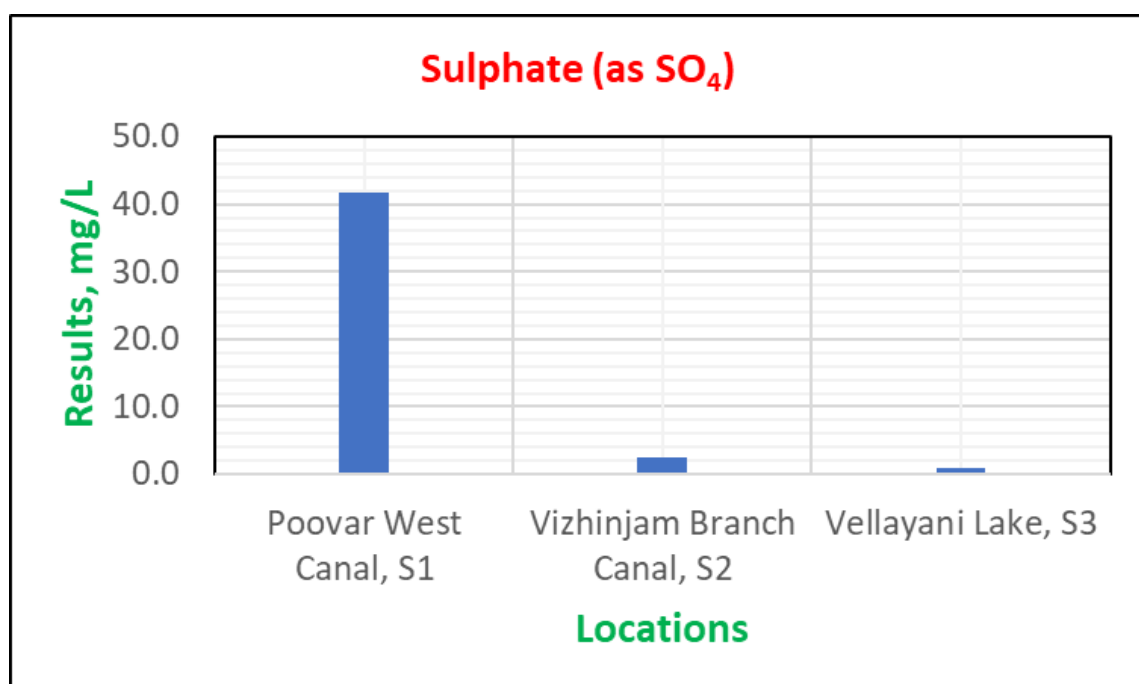 Sulphate (as SO₄)
Results, mg/L
50.0
40.0
30.0
20.0
10.0
0.0
Poovar West
Canal, S1
Vizhinjam Branch
Canal, S2
Vellayani Lake, S3
Locations